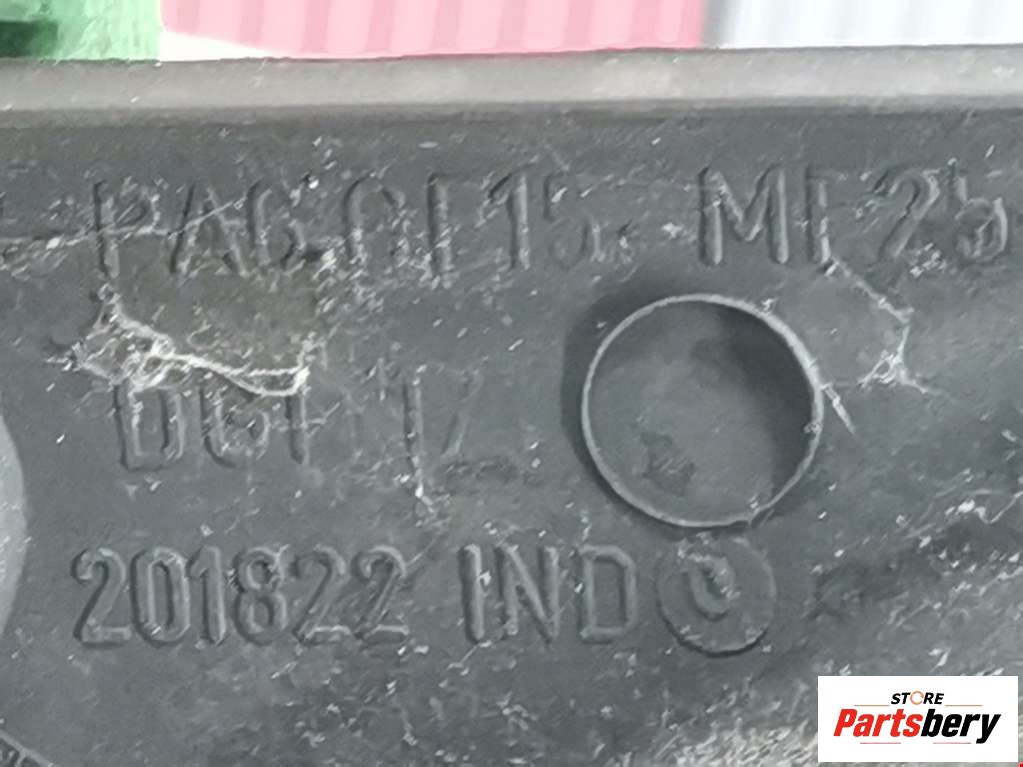 PA6 GF15 MF25
201822 IND
STORE
Partsbery